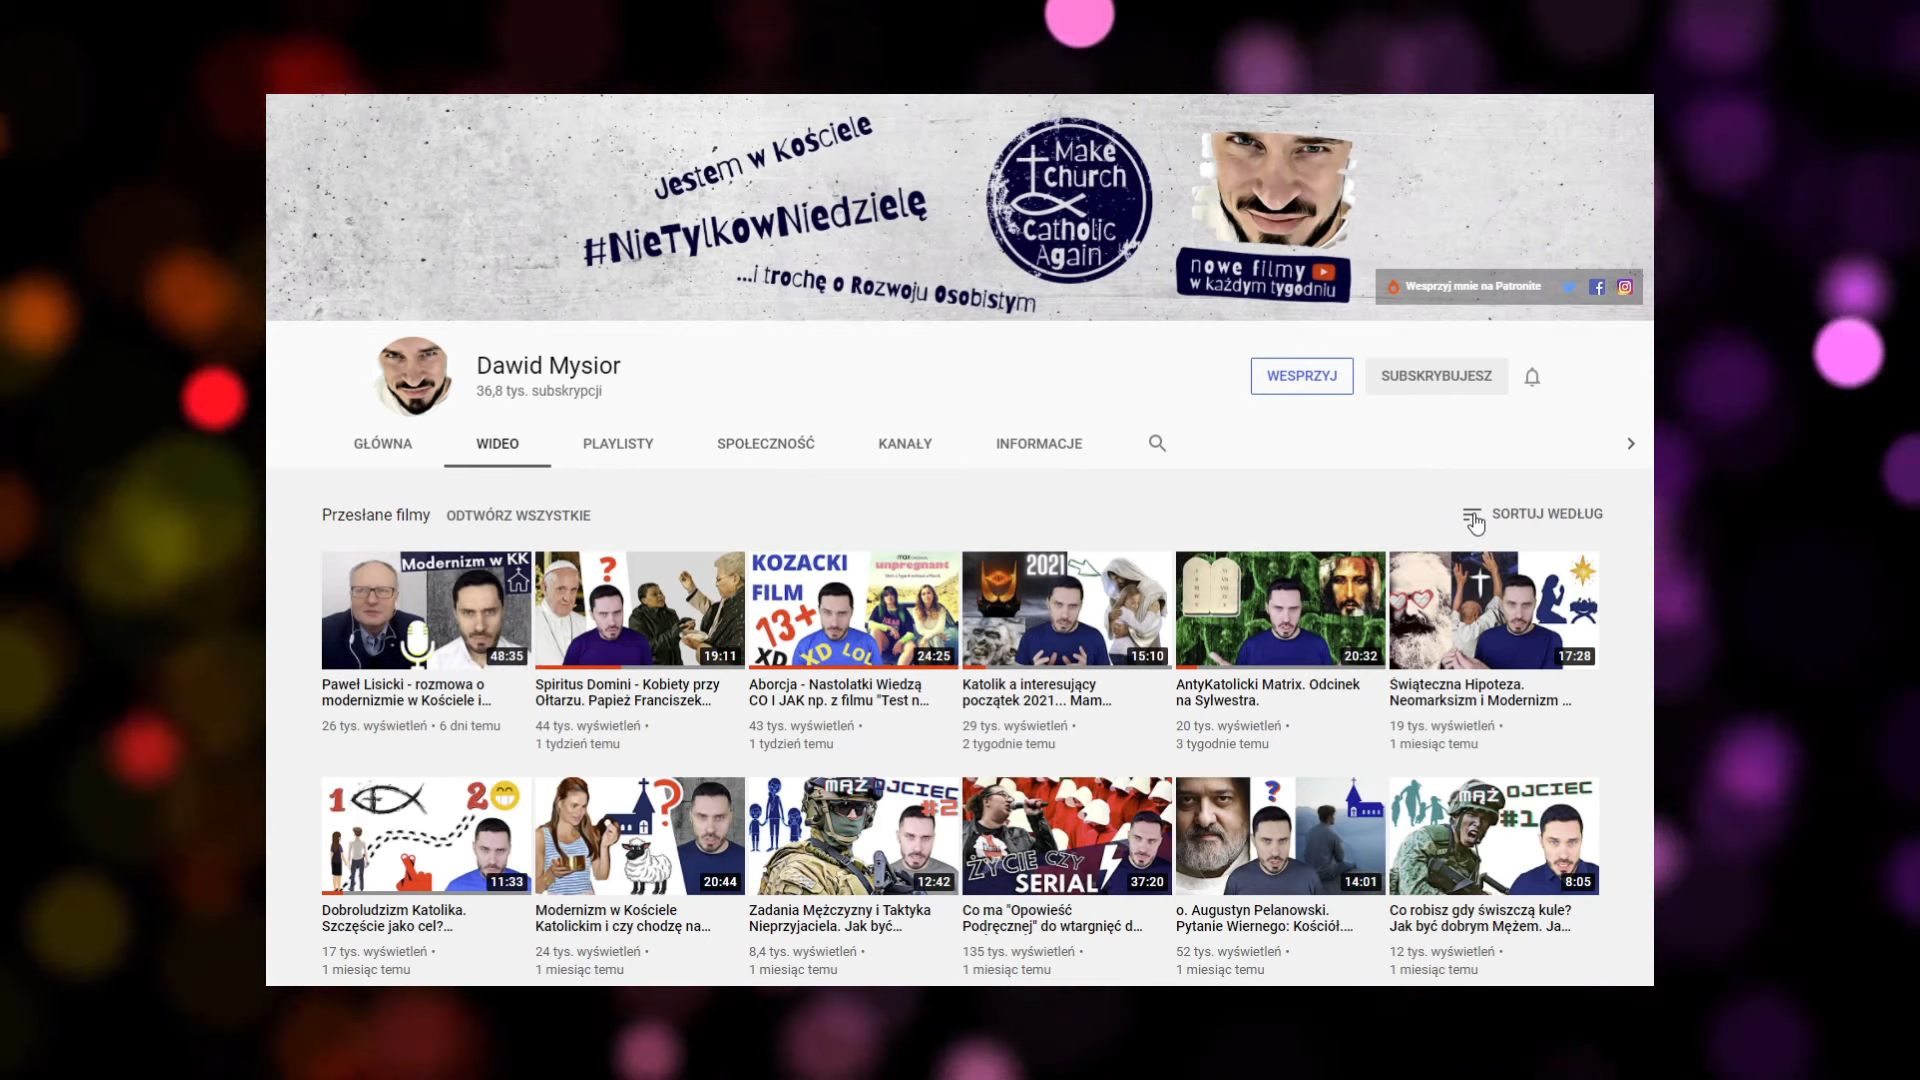 Jestem w Kościele
#NieTylkowNiedzielę
...i trochę o Rozwoju Osobistym
Make
church
Catholic
Again
nowe filmy
w każdym tygodniu
Wesprzyj mnie na Patronite
Dawid Mysior
36,8 tys. subskrypcji
WESPRZYJ
SUBSKRYBUJESZ
GŁÓWNA
WIDEO
PLAYLISTY
SPOŁECZNOŚĆ
KANAŁY
INFORMACJE
Przesłane filmy
ODTWÓRZ WSZYSTKIE
SORTUJ WEDŁUG
Modernizm w KK
48:35
?
19:11
KOZACKI
FILM
13+
XD
XD LOL
unpregnant
24:25
2021
15:10
20:32
17:28
Paweł Lisicki - rozmowa o
modernizmie w Kościele i...
26 tys. wyświetleń • 6 dni temu
Spiritus Domini - Kobiety przy
Ołtarzu. Papież Franciszek...
44 tys. wyświetleń •
1 tydzień temu
Aborcja - Nastolatki Wiedzą
CO I JAK np. z filmu "Test n...
43 tys. wyświetleń •
1 tydzień temu
Katolik a interesujący
początek 2021... Mam...
29 tys. wyświetleń •
2 tygodnie temu
AntyKatolicki Matrix. Odcinek
na Sylwestra.
20 tys. wyświetleń •
3 tygodnie temu
Świąteczna Hipoteza.
Neomarksizm i Modernizm ...
19 tys. wyświetleń •
1 miesiąc temu
1
2
11:33
?
20:44
MĄŻ OJCIEC
#2
12:42
ŻYCIE CZY
SERIAL
37:20
?
14:01
MĄŻ OJCIEC
#1
8:05
Dobroludzizm Katolika.
Szczęście jako cel?...
17 tys. wyświetleń •
1 miesiąc temu
Modernizm w Kościele
Katolickim i czy chodzę na...
24 tys. wyświetleń •
1 miesiąc temu
Zadania Mężczyzny i Taktyka
Nieprzyjaciela. Jak być...
8,4 tys. wyświetleń •
1 miesiąc temu
Co ma "Opowieść
Podręcznej" do wtargnięć d...
135 tys. wyświetleń •
1 miesiąc temu
o. Augustyn Pelanowski.
Pytanie Wiernego: Kościół....
52 tys. wyświetleń •
1 miesiąc temu
Co robisz gdy świszczą kule?
Jak być dobrym Mężem. Ja...
12 tys. wyświetleń •
1 miesiąc temu